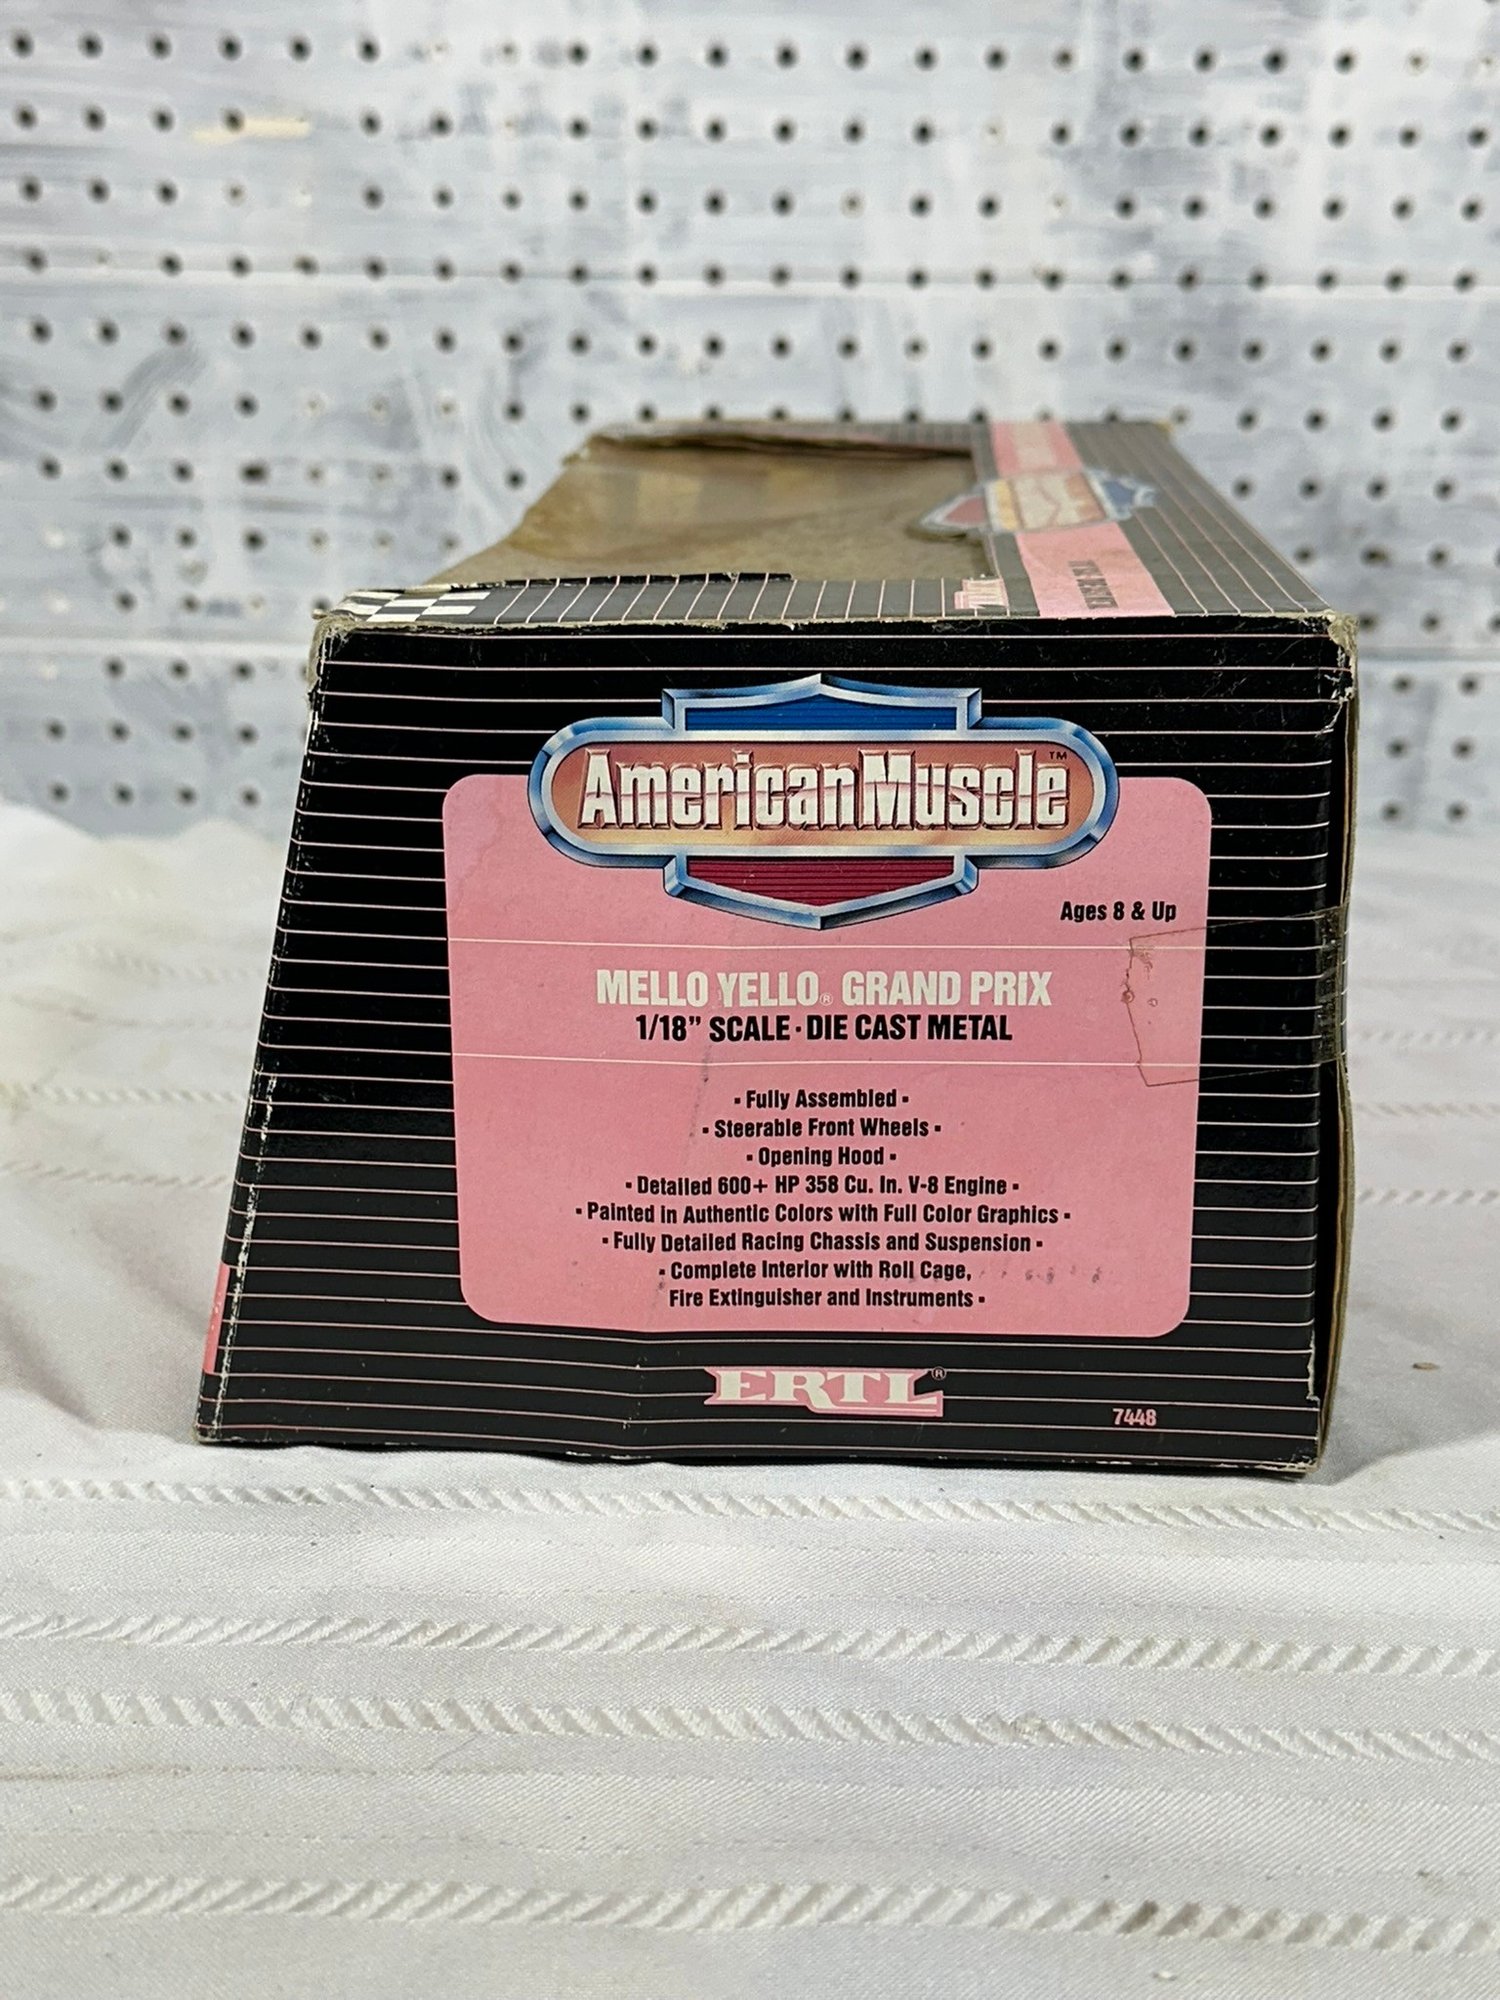 American Muscle™
Ages 8 & Up
MELLO YELLO® GRAND PRIX
1/18" SCALE · DIE CAST METAL
▪ Fully Assembled ▪
▪ Steerable Front Wheels ▪
▪ Opening Hood ▪
▪ Detailed 600+ HP 358 Cu. In. V-8 Engine ▪
▪ Painted in Authentic Colors with Full Color Graphics ▪
▪ Fully Detailed Racing Chassis and Suspension ▪
▪ Complete Interior with Roll Cage,
Fire Extinguisher and Instruments ▪
ERTL®
7448